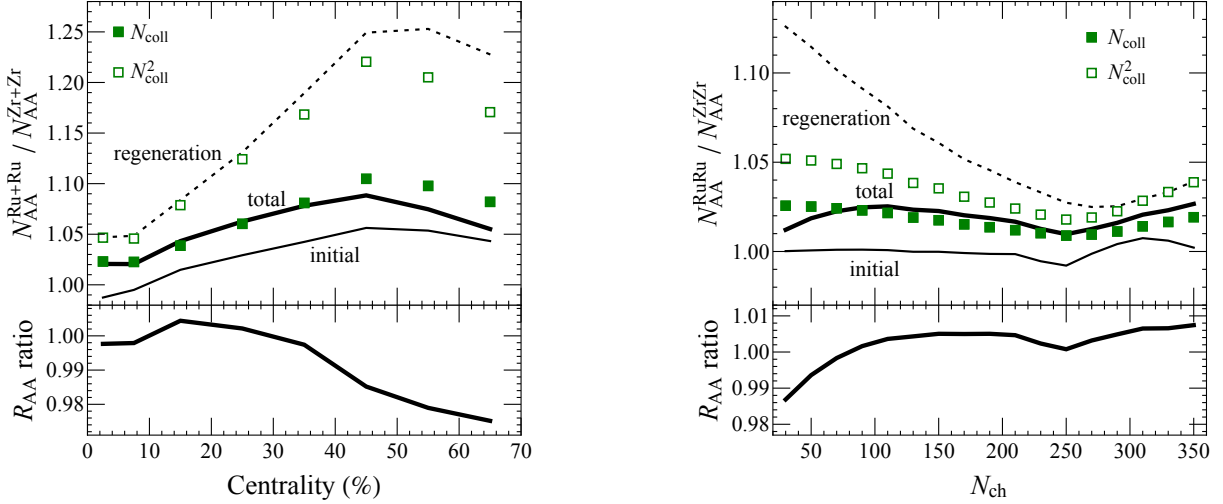 1.25
1.20
1.15
1.10
1.05
1.00
N_AA^Ru+Ru / N_AA^Zr+Zr
N_coll
N_coll^2
regeneration
total
initial
1.00
0.99
0.98
R_AA ratio
0 10 20 30 40 50 60 70
Centrality (%)
1.10
1.05
1.00
N_AA^RuRu / N_AA^ZrZr
N_coll
N_coll^2
regeneration
total
initial
1.01
1.00
0.99
0.98
R_AA ratio
50 100 150 200 250 300 350
N_ch